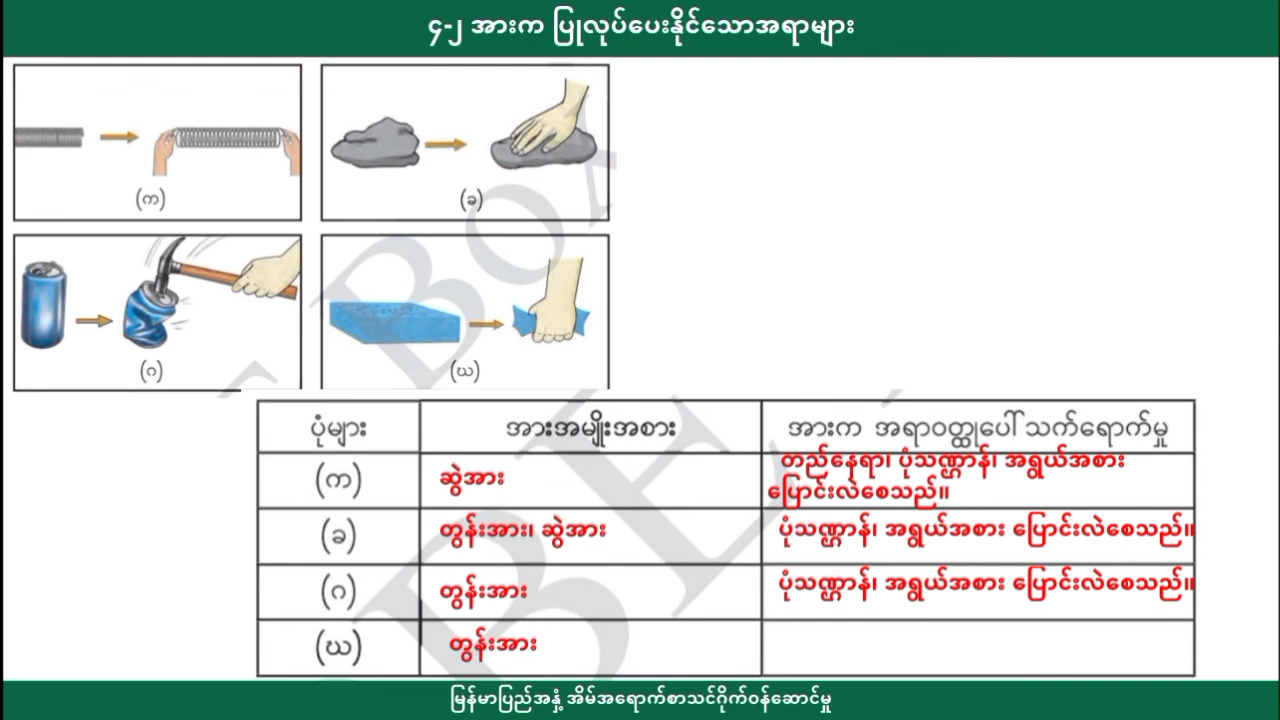 ၄-၂ အားက ပြုလုပ်ပေးနိုင်သောအရာများ
(က)
(ခ)
(ဂ)
(ဃ)
ပုံများ အားအမျိုးအစား အားက အရာဝတ္ထုပေါ် သက်ရောက်မှု
(က) ဆွဲအား တည်နေရာ၊ ပုံသဏ္ဌာန်၊ အရွယ်အစား
ပြောင်းလဲစေသည်။
(ခ) တွန်းအား၊ ဆွဲအား ပုံသဏ္ဌာန်၊ အရွယ်အစား ပြောင်းလဲစေသည်။
(ဂ) တွန်းအား ပုံသဏ္ဌာန်၊ အရွယ်အစား ပြောင်းလဲစေသည်။
(ဃ) တွန်းအား
မြန်မာပြည်အနှံ့ အိမ်အရောက်စာသင်ဂိုက်ဝန်ဆောင်မှု